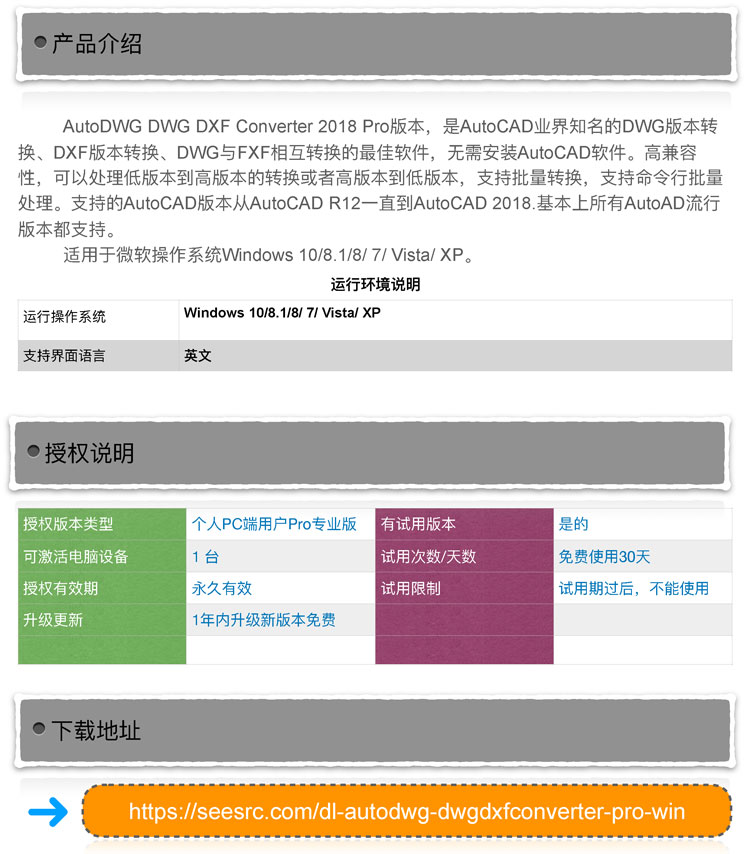 产品介绍
AutoDWG DWG DXF Converter 2018 Pro版本，是AutoCAD业界知名的DWG版本转
换、DXF版本转换、DWG与FXF相互转换的最佳软件，无需安装AutoCAD软件。高兼容
性，可以处理低版本到高版本的转换或者高版本到低版本，支持批量转换，支持命令行批量
处理。支持的AutoCAD版本从AutoCAD R12一直到AutoCAD 2018.基本上所有AutoAD流行
版本都支持。
适用于微软操作系统Windows 10/8.1/8/ 7/ Vista/ XP。
运行环境说明
运行操作系统 Windows 10/8.1/8/ 7/ Vista/ XP
支持界面语言 英文
授权说明
授权版本类型 个人PC端用户Pro专业版 有试用版本 是的
可激活电脑设备 1 台 试用次数/天数 免费使用30天
授权有效期 永久有效 试用限制 试用期过后，不能使用
升级更新 1年内升级新版本免费
下载地址
https://seesrc.com/dl-autodwg-dwgdxfconverter-pro-win